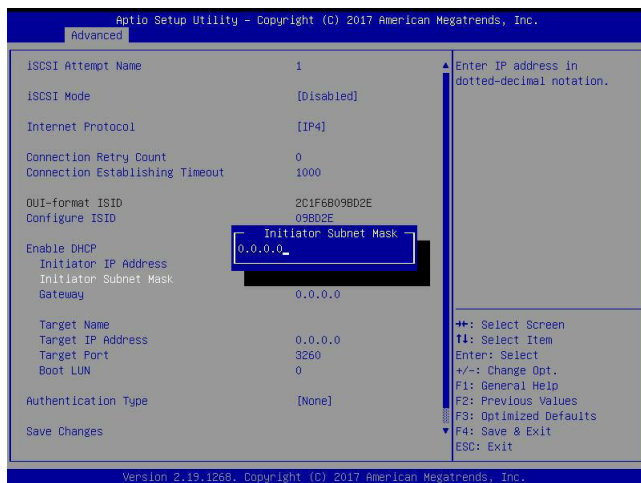 Aptio Setup Utility - Copyright (C) 2017 American Megatrends, Inc.
Advanced
iSCSI Attempt Name 1
iSCSI Mode [Disabled]
Internet Protocol [IP4]
Connection Retry Count 0
Connection Establishing Timeout 1000
OUI-format ISID 2C1F6B09BD2E
Configure ISID 09BD2E
Enable DHCP
Initiator IP Address
Initiator Subnet Mask
Gateway 0.0.0.0
Target Name
Target IP Address 0.0.0.0
Target Port 3260
Boot LUN 0
Authentication Type [None]
Save Changes
Initiator Subnet Mask
0.0.0.0_
Enter IP address in
dotted-decimal notation.
→←: Select Screen
↑↓: Select Item
Enter: Select
+/-: Change Opt.
F1: General Help
F2: Previous Values
F3: Optimized Defaults
F4: Save & Exit
ESC: Exit
Version 2.19.1268. Copyright (C) 2017 American Megatrends, Inc.